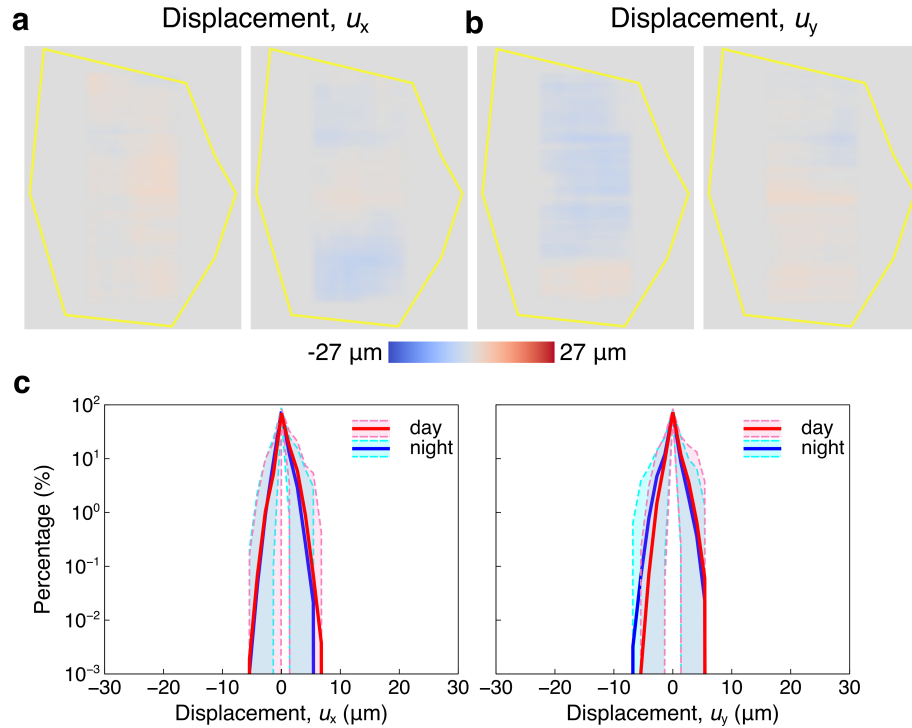 a Displacement, uₓ b Displacement, uᵧ
-27 μm 27 μm
c
Percentage (%)
10² 10¹ 10⁰ 10⁻¹ 10⁻² 10⁻³
day
night
day
night
−30 −20 −10 0 10 20 30
−30 −20 −10 0 10 20 30
Displacement, uₓ (μm) Displacement, uᵧ (μm)